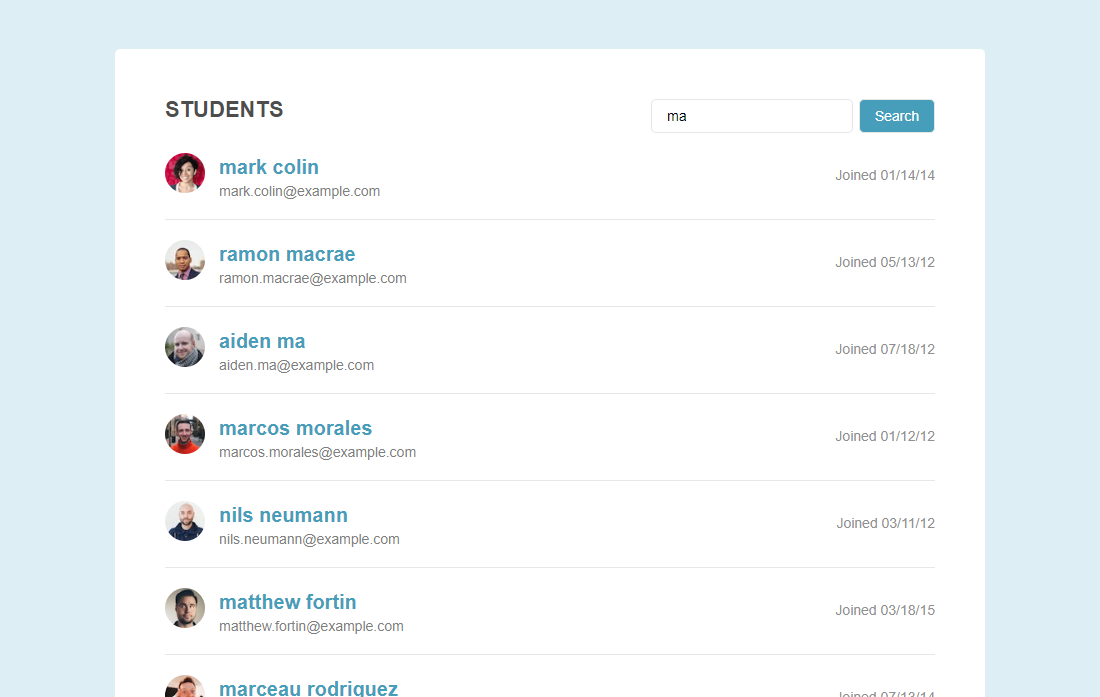 STUDENTS
ma
Search
mark colin
Joined 01/14/14
mark.colin@example.com
ramon macrae
Joined 05/13/12
ramon.macrae@example.com
aiden ma
Joined 07/18/12
aiden.ma@example.com
marcos morales
Joined 01/12/12
marcos.morales@example.com
nils neumann
Joined 03/11/12
nils.neumann@example.com
matthew fortin
Joined 03/18/15
matthew.fortin@example.com
marceau rodriguez
Joined 07/13/14